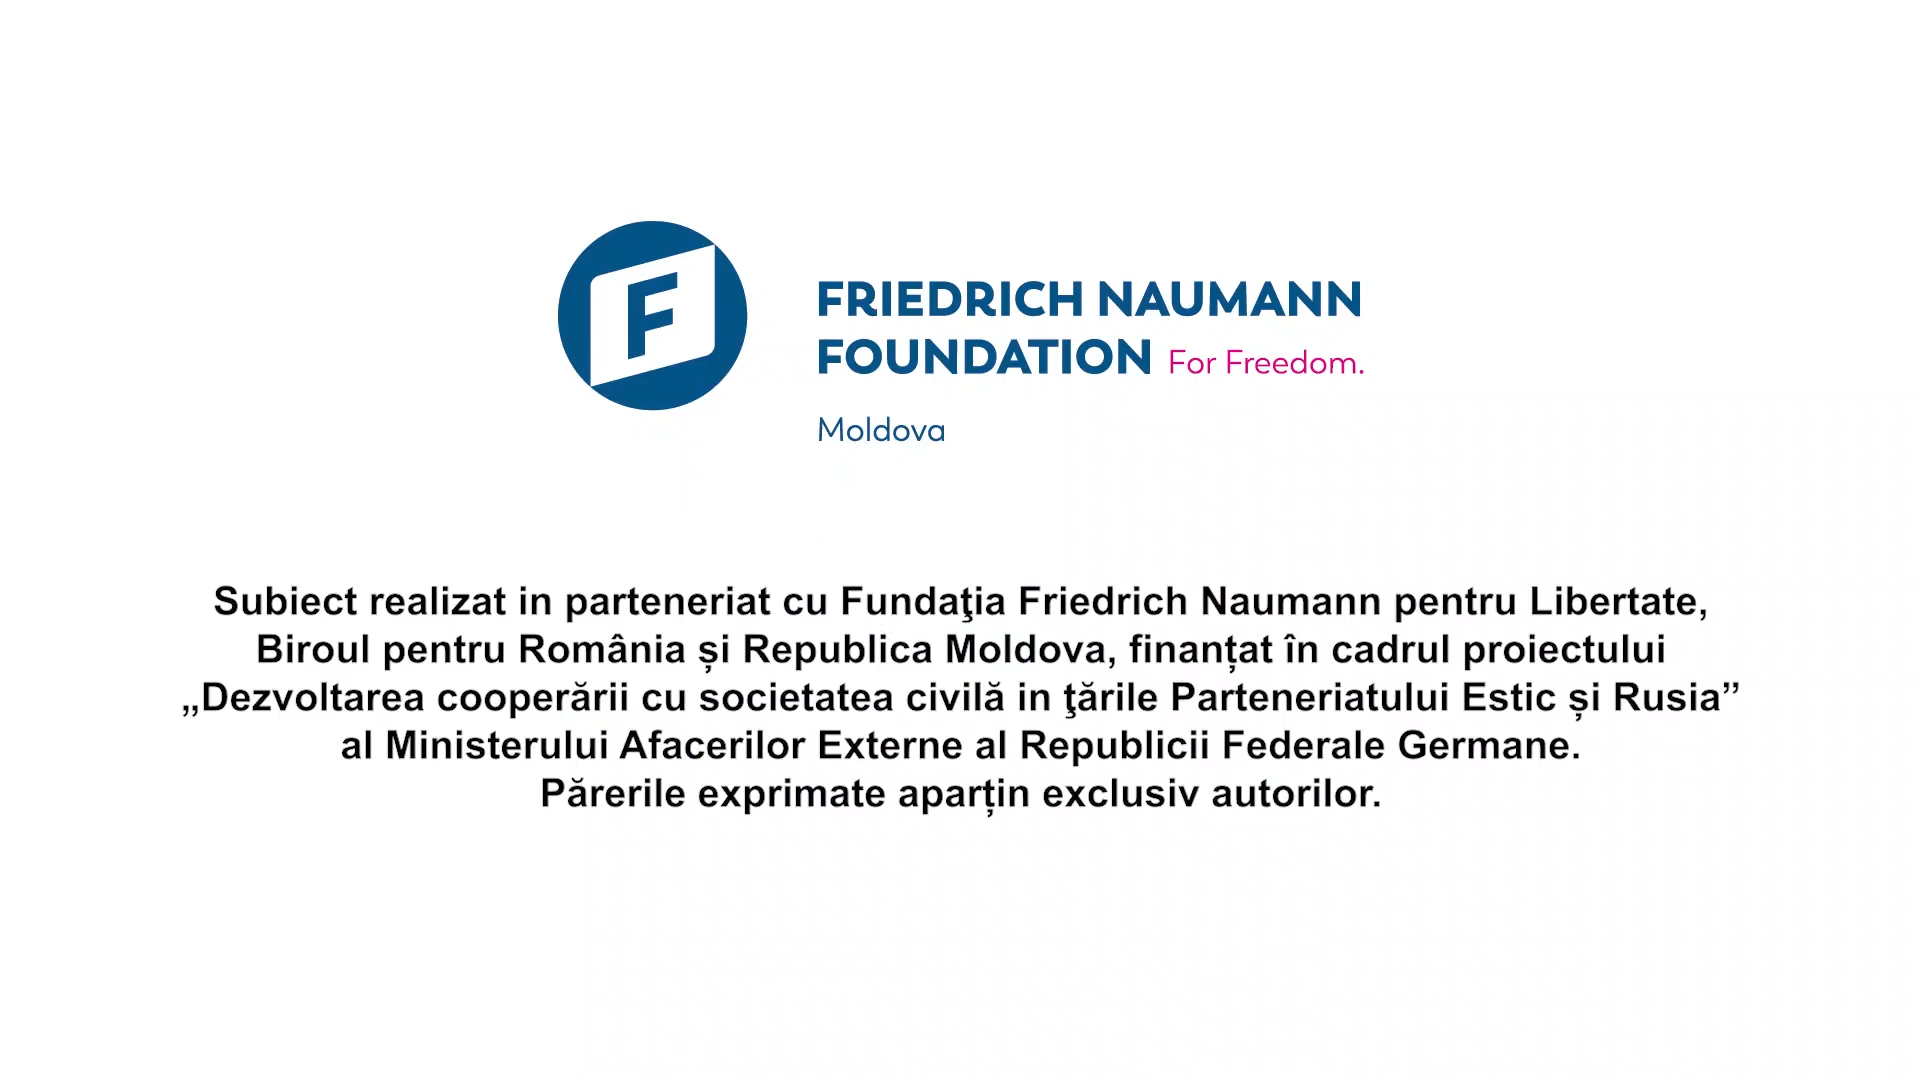 F
FRIEDRICH NAUMANN
FOUNDATION For Freedom.
Moldova
Subiect realizat in parteneriat cu Fundaţia Friedrich Naumann pentru Libertate,
Biroul pentru România și Republica Moldova, finanțat în cadrul proiectului
„Dezvoltarea cooperării cu societatea civilă in ţările Parteneriatului Estic și Rusia”
al Ministerului Afacerilor Externe al Republicii Federale Germane.
Părerile exprimate aparțin exclusiv autorilor.